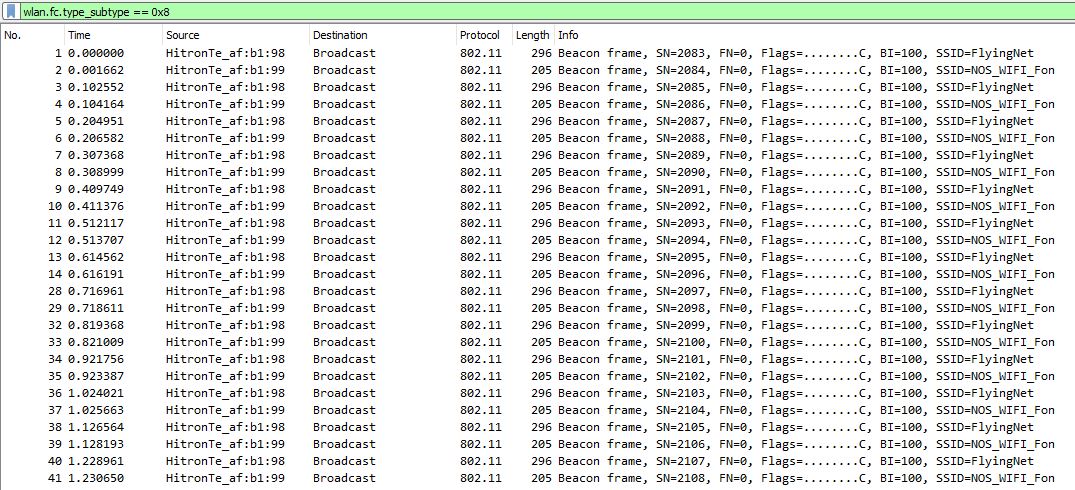 wlan.fc.type_subtype == 0x8
No. Time Source Destination Protocol Length Info
1 0.000000 HitronTe_af:b1:98 Broadcast 802.11 296 Beacon frame, SN=2083, FN=0, Flags=........C, BI=100, SSID=FlyingNet
2 0.001662 HitronTe_af:b1:99 Broadcast 802.11 205 Beacon frame, SN=2084, FN=0, Flags=........C, BI=100, SSID=NOS_WIFI_Fon
3 0.102552 HitronTe_af:b1:98 Broadcast 802.11 296 Beacon frame, SN=2085, FN=0, Flags=........C, BI=100, SSID=FlyingNet
4 0.104164 HitronTe_af:b1:99 Broadcast 802.11 205 Beacon frame, SN=2086, FN=0, Flags=........C, BI=100, SSID=NOS_WIFI_Fon
5 0.204951 HitronTe_af:b1:98 Broadcast 802.11 296 Beacon frame, SN=2087, FN=0, Flags=........C, BI=100, SSID=FlyingNet
6 0.206582 HitronTe_af:b1:99 Broadcast 802.11 205 Beacon frame, SN=2088, FN=0, Flags=........C, BI=100, SSID=NOS_WIFI_Fon
7 0.307368 HitronTe_af:b1:98 Broadcast 802.11 296 Beacon frame, SN=2089, FN=0, Flags=........C, BI=100, SSID=FlyingNet
8 0.308999 HitronTe_af:b1:99 Broadcast 802.11 205 Beacon frame, SN=2090, FN=0, Flags=........C, BI=100, SSID=NOS_WIFI_Fon
9 0.409749 HitronTe_af:b1:98 Broadcast 802.11 296 Beacon frame, SN=2091, FN=0, Flags=........C, BI=100, SSID=FlyingNet
10 0.411376 HitronTe_af:b1:99 Broadcast 802.11 205 Beacon frame, SN=2092, FN=0, Flags=........C, BI=100, SSID=NOS_WIFI_Fon
11 0.512117 HitronTe_af:b1:98 Broadcast 802.11 296 Beacon frame, SN=2093, FN=0, Flags=........C, BI=100, SSID=FlyingNet
12 0.513707 HitronTe_af:b1:99 Broadcast 802.11 205 Beacon frame, SN=2094, FN=0, Flags=........C, BI=100, SSID=NOS_WIFI_Fon
13 0.614562 HitronTe_af:b1:98 Broadcast 802.11 296 Beacon frame, SN=2095, FN=0, Flags=........C, BI=100, SSID=FlyingNet
14 0.616191 HitronTe_af:b1:99 Broadcast 802.11 205 Beacon frame, SN=2096, FN=0, Flags=........C, BI=100, SSID=NOS_WIFI_Fon
28 0.716961 HitronTe_af:b1:98 Broadcast 802.11 296 Beacon frame, SN=2097, FN=0, Flags=........C, BI=100, SSID=FlyingNet
29 0.718611 HitronTe_af:b1:99 Broadcast 802.11 205 Beacon frame, SN=2098, FN=0, Flags=........C, BI=100, SSID=NOS_WIFI_Fon
32 0.819368 HitronTe_af:b1:98 Broadcast 802.11 296 Beacon frame, SN=2099, FN=0, Flags=........C, BI=100, SSID=FlyingNet
33 0.821009 HitronTe_af:b1:99 Broadcast 802.11 205 Beacon frame, SN=2100, FN=0, Flags=........C, BI=100, SSID=NOS_WIFI_Fon
34 0.921756 HitronTe_af:b1:98 Broadcast 802.11 296 Beacon frame, SN=2101, FN=0, Flags=........C, BI=100, SSID=FlyingNet
35 0.923387 HitronTe_af:b1:99 Broadcast 802.11 205 Beacon frame, SN=2102, FN=0, Flags=........C, BI=100, SSID=NOS_WIFI_Fon
36 1.024021 HitronTe_af:b1:98 Broadcast 802.11 296 Beacon frame, SN=2103, FN=0, Flags=........C, BI=100, SSID=FlyingNet
37 1.025663 HitronTe_af:b1:99 Broadcast 802.11 205 Beacon frame, SN=2104, FN=0, Flags=........C, BI=100, SSID=NOS_WIFI_Fon
38 1.126564 HitronTe_af:b1:98 Broadcast 802.11 296 Beacon frame, SN=2105, FN=0, Flags=........C, BI=100, SSID=FlyingNet
39 1.128193 HitronTe_af:b1:99 Broadcast 802.11 205 Beacon frame, SN=2106, FN=0, Flags=........C, BI=100, SSID=NOS_WIFI_Fon
40 1.228961 HitronTe_af:b1:98 Broadcast 802.11 296 Beacon frame, SN=2107, FN=0, Flags=........C, BI=100, SSID=FlyingNet
41 1.230650 HitronTe_af:b1:99 Broadcast 802.11 205 Beacon frame, SN=2108, FN=0, Flags=........C, BI=100, SSID=NOS_WIFI_Fon